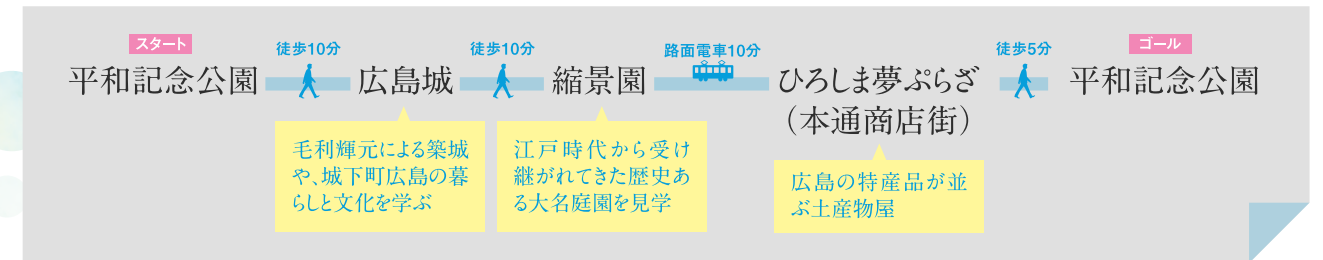 スタート
平和記念公園
徒歩10分
広島城
徒歩10分
縮景園
路面電車10分
ひろしま夢ぷらざ
（本通商店街）
徒歩5分
ゴール
平和記念公園
毛利輝元による築城
や、城下町広島の暮
らしと文化を学ぶ
江戸時代から受け
継がれてきた歴史あ
る大名庭園を見学
広島の特産品が並
ぶ土産物屋